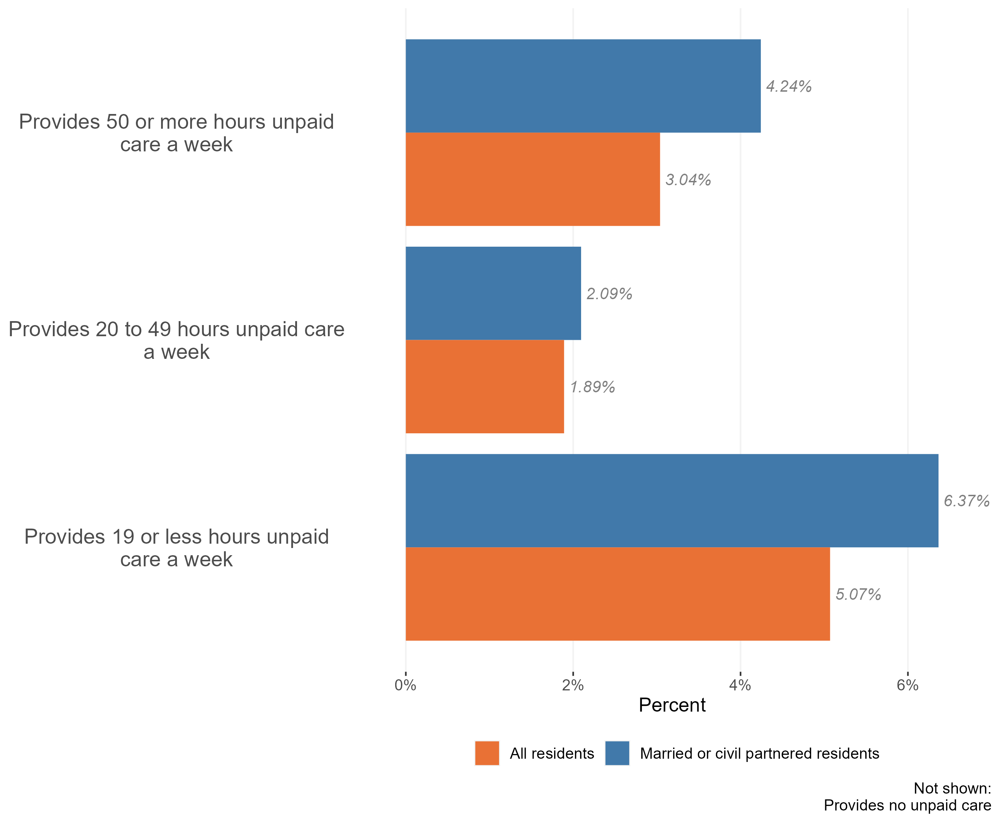 Provides 50 or more hours unpaid
care a week
4.24%
3.04%
Provides 20 to 49 hours unpaid care
a week
2.09%
1.89%
Provides 19 or less hours unpaid
care a week
6.37%
5.07%
0%
2%
4%
6%
Percent
All residents
Married or civil partnered residents
Not shown:
Provides no unpaid care